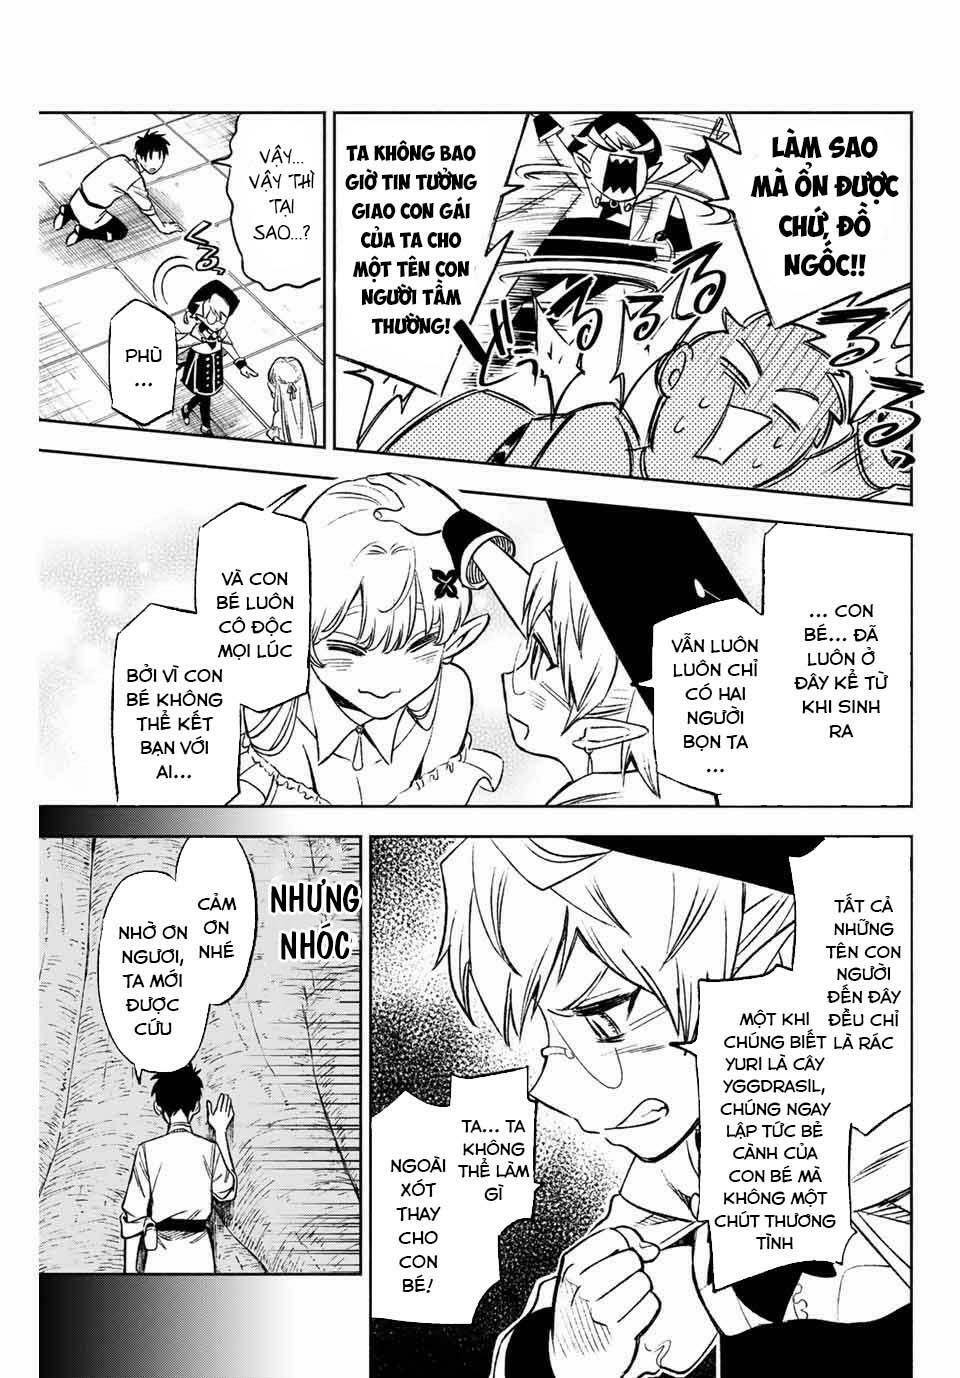 LÀM SAO
MÀ ỔN ĐƯỢC
CHỨ, ĐỒ
NGỐC!!
TA KHÔNG BAO
GIỜ TIN TƯỞNG
GIAO CON GÁI
CỦA TA CHO
MỘT TÊN CON
NGƯỜI TẦM
THƯỜNG!
VẬY...
VẬY THÌ
TẠI
SAO...?
PHÙ
...
... CON
BÉ... ĐÃ
LUÔN Ở
ĐÂY KỂ TỪ
KHI SINH
RA
VẪN LUÔN
LUÔN CHỈ
CÓ HAI
NGƯỜI
BỌN TA
...
VÀ CON
BÉ LUÔN
CÔ ĐỘC
MỌI LÚC
BỞI VÌ CON
BÉ KHÔNG
THỂ KẾT
BẠN VỚI
AI...
TẤT CẢ
NHỮNG
TÊN CON
NGƯỜI
ĐẾN ĐÂY
ĐỀU CHỈ
LÀ RÁC
MỘT KHI
CHÚNG BIẾT
YURI LÀ CÂY
YGGDRASIL,
CHÚNG NGAY
LẬP TỨC BẺ
CÀNH CỦA
CON BÉ MÀ
KHÔNG MỘT
CHÚT THƯƠNG
TÌNH
TA... TA
KHÔNG
THỂ LÀM
GÌ
NGOÀI
XÓT
THAY
CHO
CON
BÉ!
NHƯNG
NHÓC
CẢM
ƠN
NHÉ
NHỜ ƠN
NGƯƠI,
TA MỚI
ĐƯỢC
CỨU